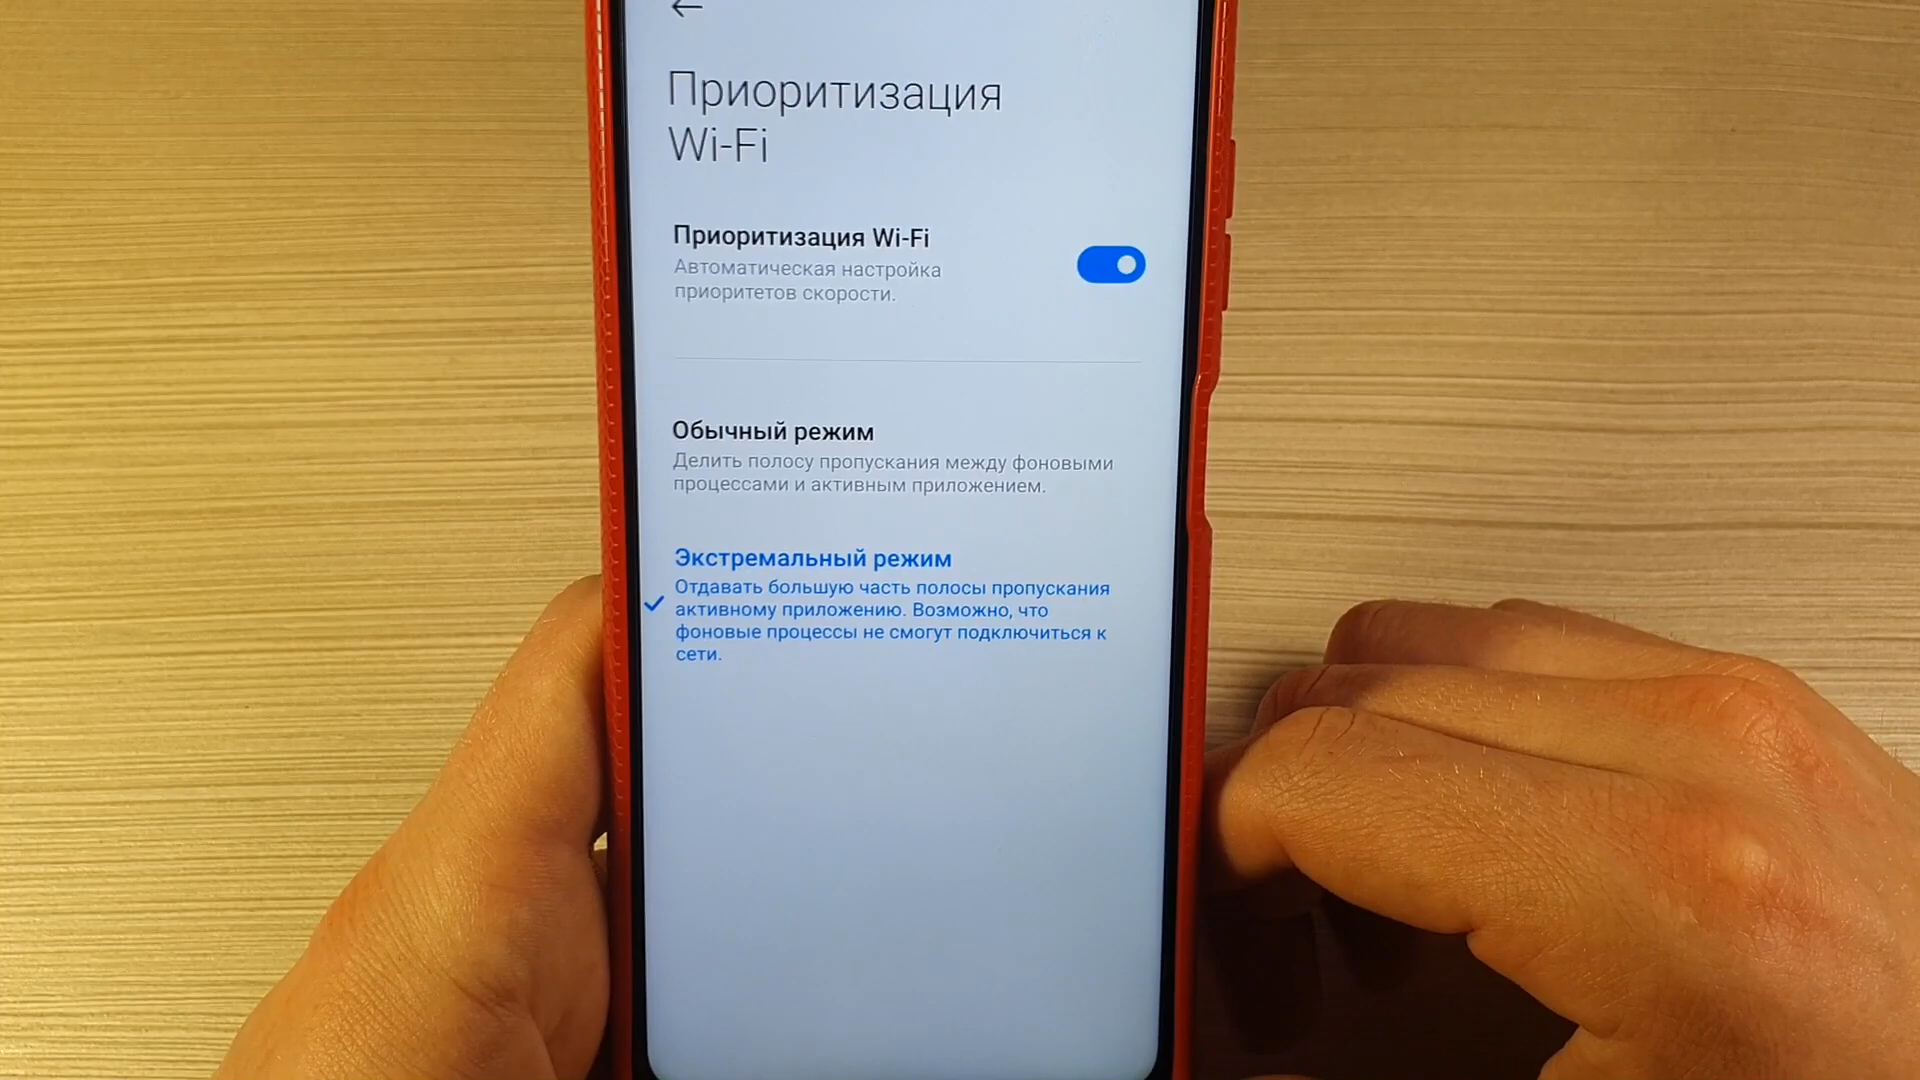 Приоритизация
Wi-Fi
Приоритизация Wi-Fi
Автоматическая настройка
приоритетов скорости.
Обычный режим
Делить полосу пропускания между фоновыми
процессами и активным приложением.
Экстремальный режим
Отдавать большую часть полосы пропускания
активному приложению. Возможно, что
фоновые процессы не смогут подключиться к
сети.